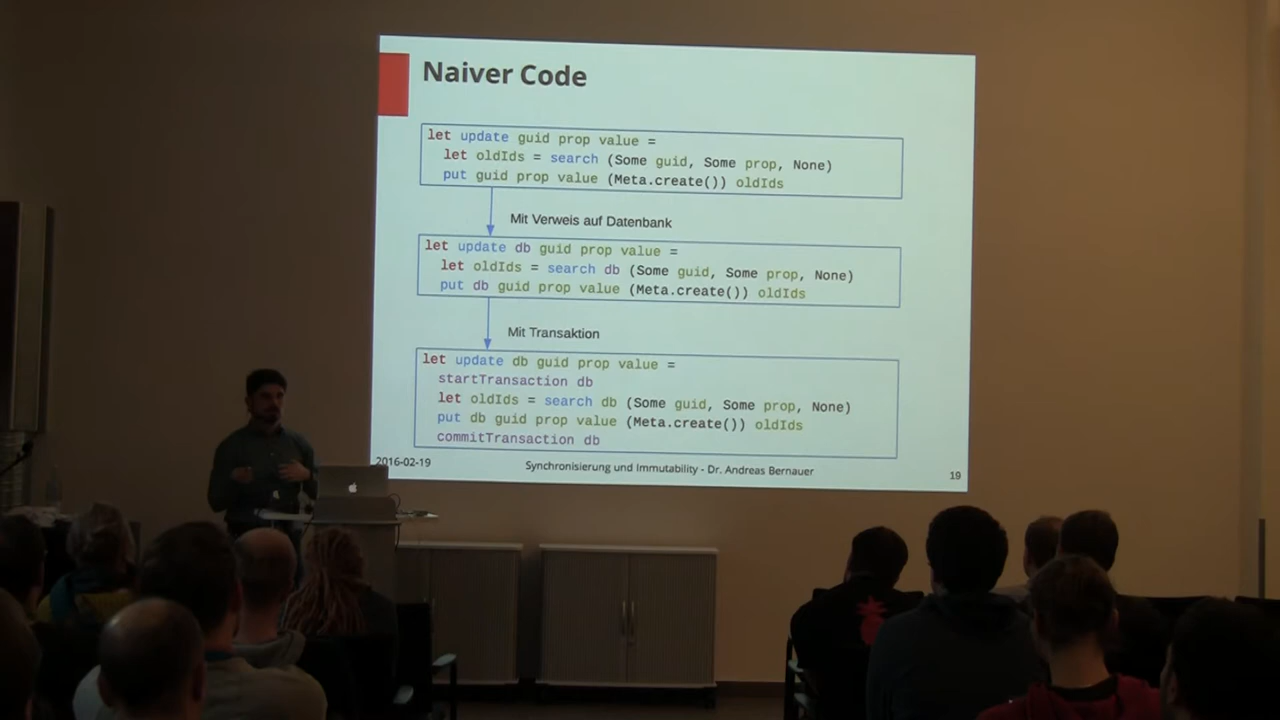 Naiver Code
let update guid prop value =
let oldIds = search (Some guid, Some prop, None)
put guid prop value (Meta.create()) oldIds
Mit Verweis auf Datenbank
let update db guid prop value =
let oldIds = search db (Some guid, Some prop, None)
put db guid prop value (Meta.create()) oldIds
Mit Transaktion
let update db guid prop value =
startTransaction db
let oldIds = search db (Some guid, Some prop, None)
put db guid prop value (Meta.create()) oldIds
commitTransaction db
2016-02-19 Synchronisierung und Immutability - Dr. Andreas Bernauer 19